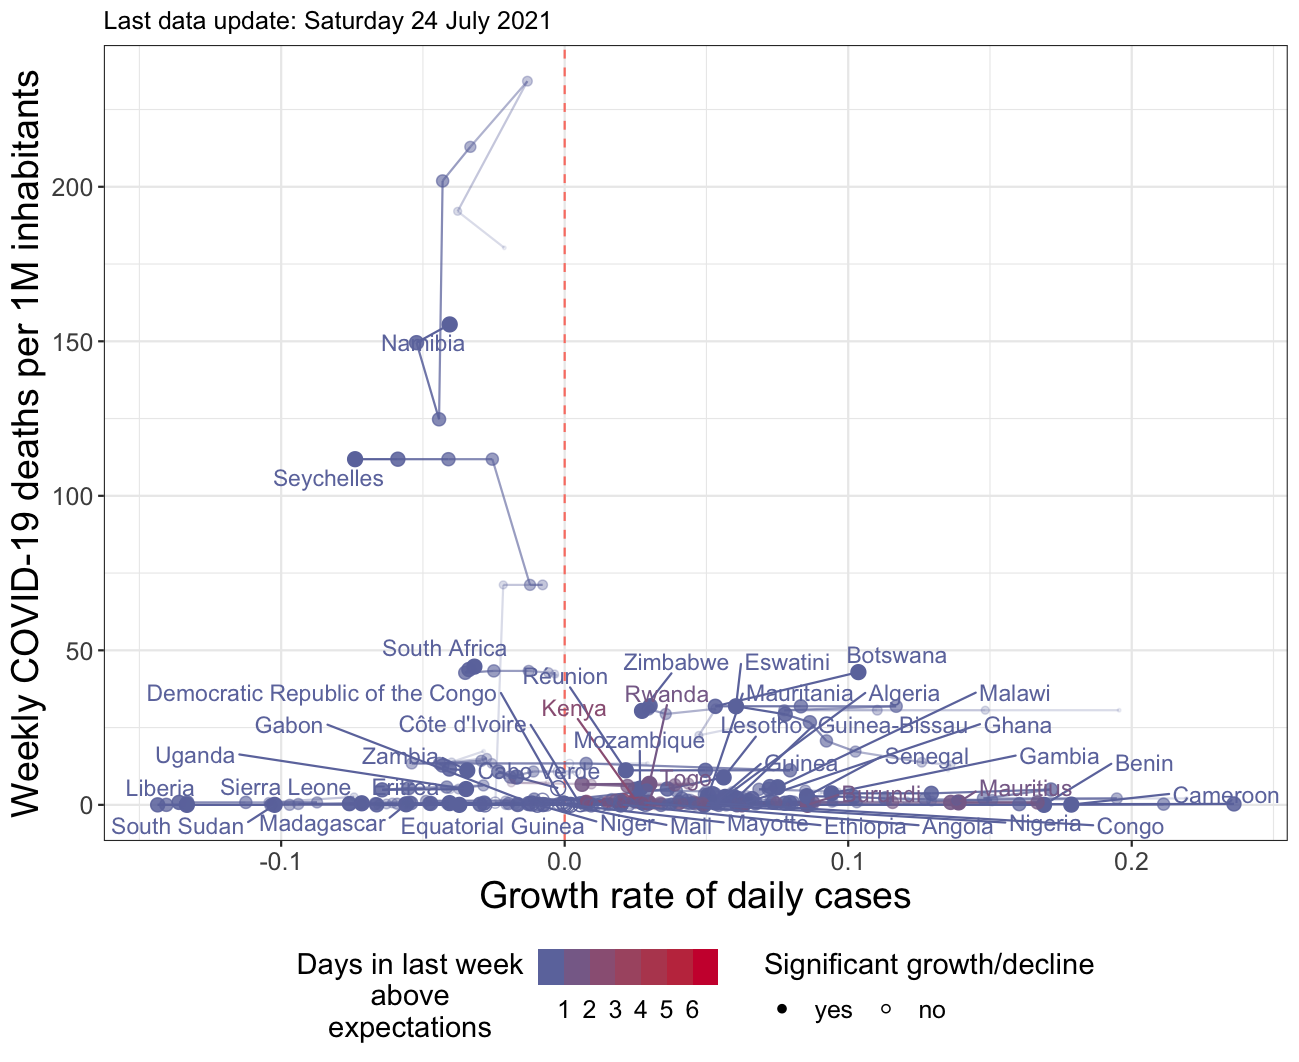 Last data update: Saturday 24 July 2021
Weekly COVID-19 deaths per 1M inhabitants
200
150
100
50
0
Namibia
Seychelles
South Africa
Réunion
Zimbabwe
Eswatini
Botswana
Democratic Republic of the Congo
Kenya
Rwanda
Mauritania
Algeria
Malawi
Gabon
Côte d'Ivoire
Mozambique
Lesotho
Guinea-Bissau
Ghana
Uganda
Zambia
Cabo Verde
Togo
Guinea
Senegal
Gambia
Benin
Liberia
Sierra Leone
Eritrea
Burundi
Mauritius
Cameroon
South Sudan
Madagascar
Equatorial Guinea
Niger
Mali
Mayotte
Ethiopia
Angola
Nigeria
Congo
-0.1
0.0
0.1
0.2
Growth rate of daily cases
Days in last week
above
expectations
1 2 3 4 5 6
Significant growth/decline
yes
no